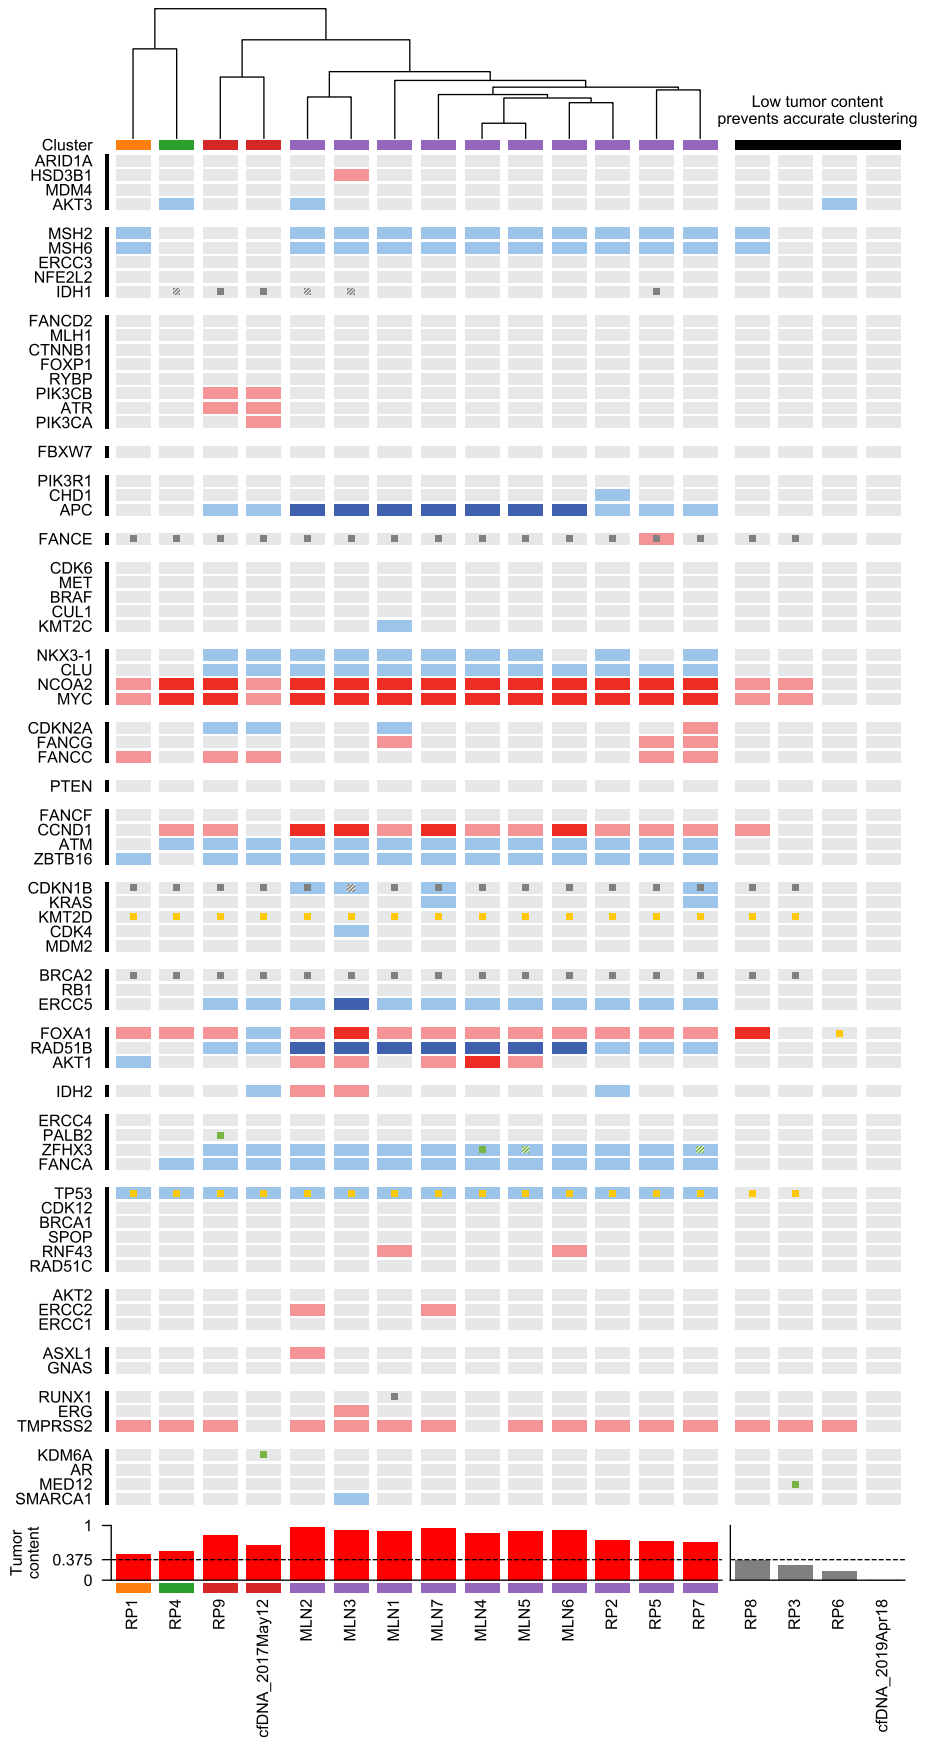 Low tumor content
prevents accurate clustering
Cluster
ARID1A
HSD3B1
MDM4
AKT3
MSH2
MSH6
ERCC3
NFE2L2
IDH1
FANCD2
MLH1
CTNNB1
FOXP1
RYBP
PIK3CB
ATR
PIK3CA
FBXW7
PIK3R1
CHD1
APC
FANCE
CDK6
MET
BRAF
CUL1
KMT2C
NKX3-1
CLU
NCOA2
MYC
CDKN2A
FANCG
FANCC
PTEN
FANCF
CCND1
ATM
ZBTB16
CDKN1B
KRAS
KMT2D
CDK4
MDM2
BRCA2
RB1
ERCC5
FOXA1
RAD51B
AKT1
IDH2
ERCC4
PALB2
ZFHX3
FANCA
TP53
CDK12
BRCA1
SPOP
RNF43
RAD51C
AKT2
ERCC2
ERCC1
ASXL1
GNAS
RUNX1
ERG
TMPRSS2
KDM6A
AR
MED12
SMARCA1
Tumor
content
1
0.375
0
RP1
RP4
RP9
cfDNA_2017May12
MLN2
MLN3
MLN1
MLN7
MLN4
MLN5
MLN6
RP2
RP5
RP7
RP8
RP3
RP6
cfDNA_2019Apr18